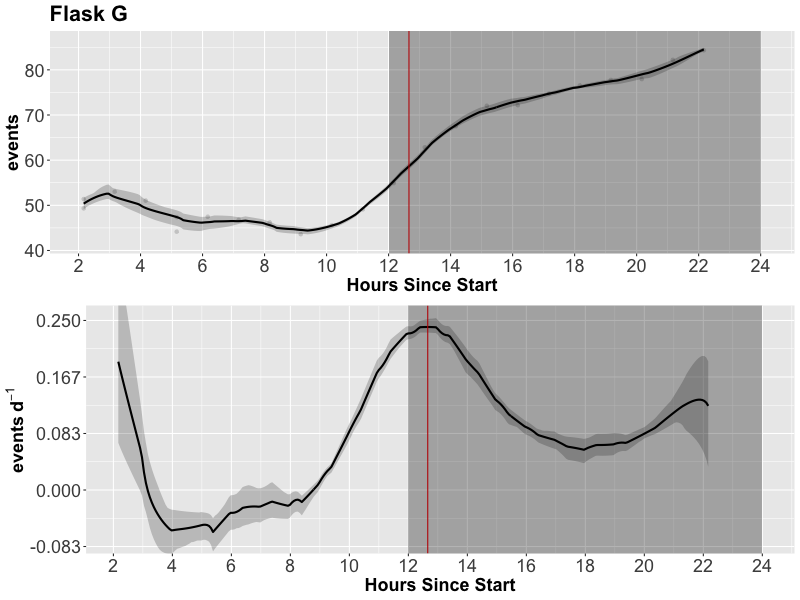 Flask G
events
80
70
60
50
40
2 4 6 8 10 12 14 16 18 20 22 24
Hours Since Start
events d⁻¹
0.250
0.167
0.083
0.000
-0.083
2 4 6 8 10 12 14 16 18 20 22 24
Hours Since Start